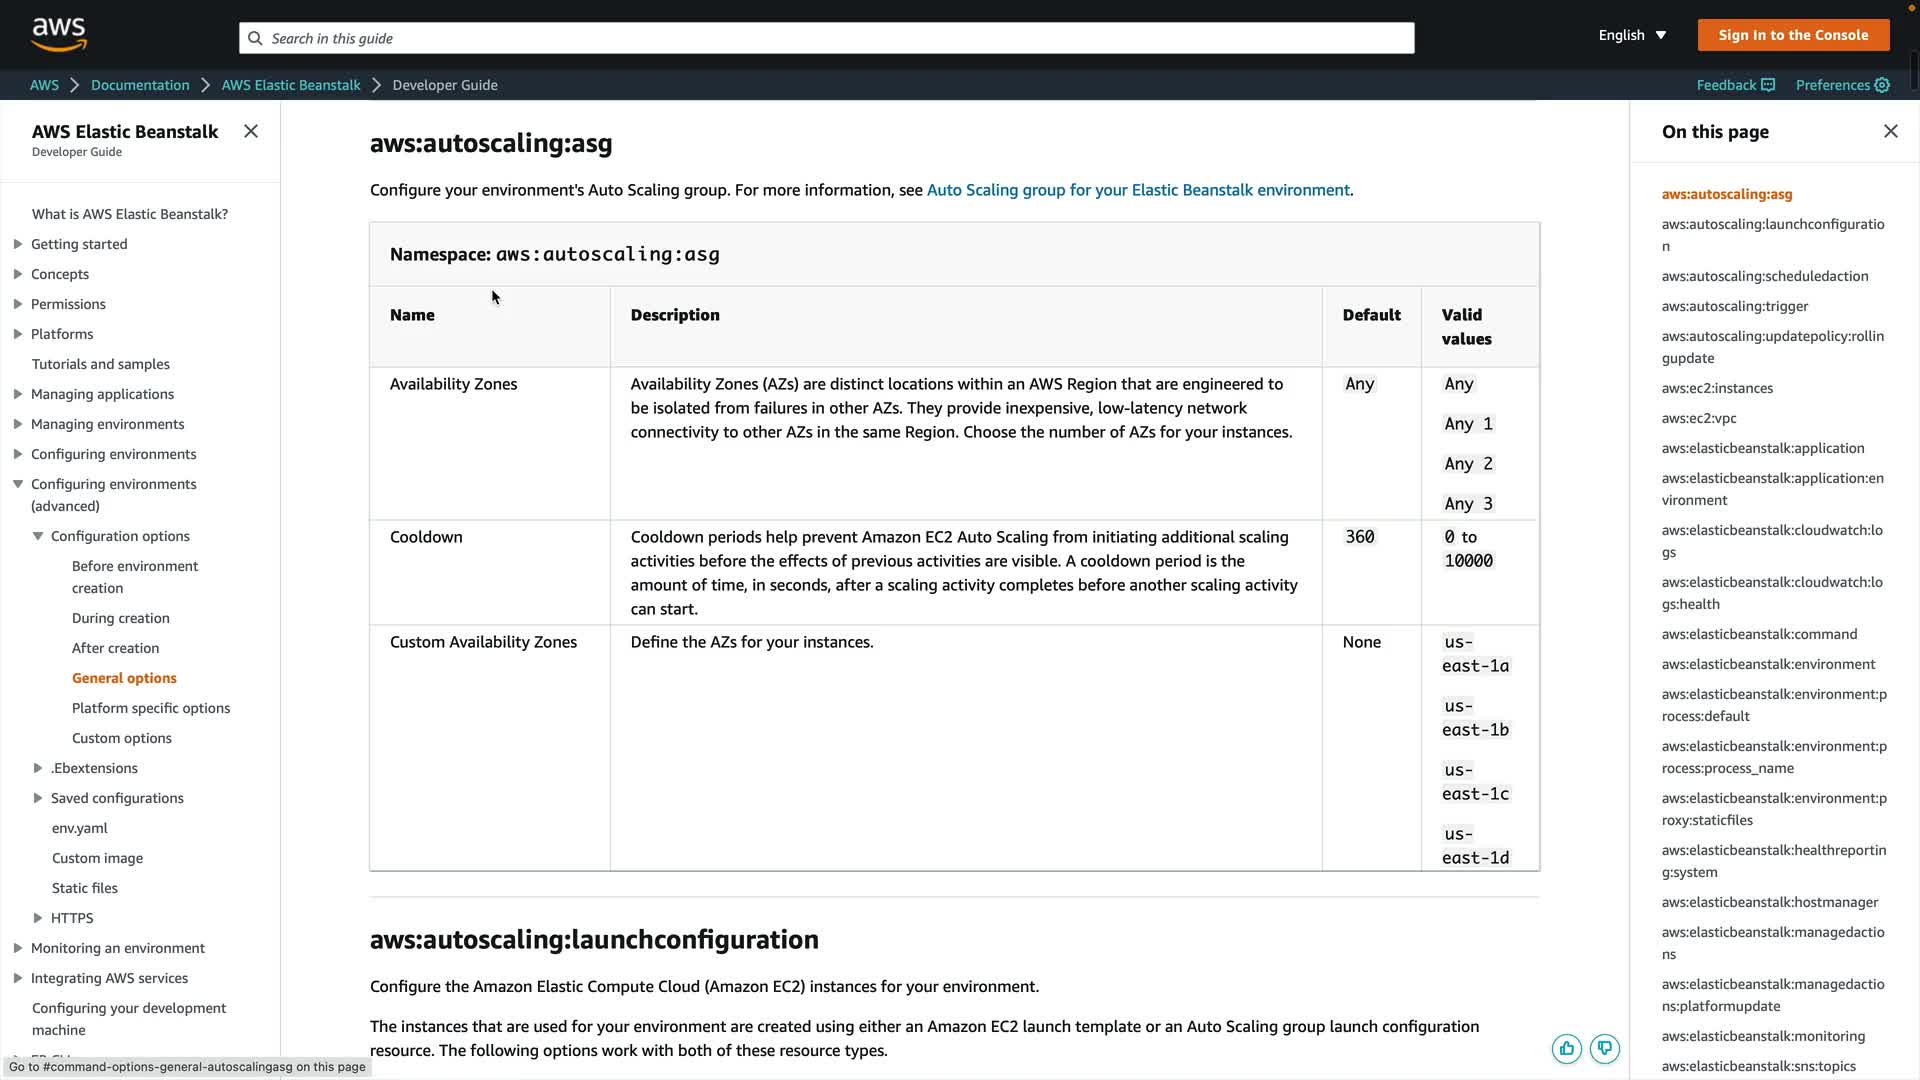 aws
Search in this guide
English
Sign In to the Console
AWS
Documentation
AWS Elastic Beanstalk
Developer Guide
Feedback
Preferences
AWS Elastic Beanstalk
Developer Guide
What is AWS Elastic Beanstalk?
Getting started
Concepts
Permissions
Platforms
Tutorials and samples
Managing applications
Managing environments
Configuring environments
Configuring environments
(advanced)
Configuration options
Before environment
creation
During creation
After creation
General options
Platform specific options
Custom options
.Ebextensions
Saved configurations
env.yaml
Custom image
Static files
HTTPS
Monitoring an environment
Integrating AWS services
Configuring your development
machine
Go to #command-options-general-autoscalingasg on this page
aws:autoscaling:asg
Configure your environment's Auto Scaling group. For more information, see Auto Scaling group for your Elastic Beanstalk environment.
Namespace: aws:autoscaling:asg
Name
Description
Default
Valid
values
Availability Zones
Availability Zones (AZs) are distinct locations within an AWS Region that are engineered to
be isolated from failures in other AZs. They provide inexpensive, low-latency network
connectivity to other AZs in the same Region. Choose the number of AZs for your instances.
Any
Any
Any 1
Any 2
Any 3
Cooldown
Cooldown periods help prevent Amazon EC2 Auto Scaling from initiating additional scaling
activities before the effects of previous activities are visible. A cooldown period is the
amount of time, in seconds, after a scaling activity completes before another scaling activity
can start.
360
0 to
10000
Custom Availability Zones
Define the AZs for your instances.
None
us-
east-1a
us-
east-1b
us-
east-1c
us-
east-1d
aws:autoscaling:launchconfiguration
Configure the Amazon Elastic Compute Cloud (Amazon EC2) instances for your environment.
The instances that are used for your environment are created using either an Amazon EC2 launch template or an Auto Scaling group launch configuration
resource. The following options work with both of these resource types.
On this page
aws:autoscaling:asg
aws:autoscaling:launchconfiguratio
n
aws:autoscaling:scheduledaction
aws:autoscaling:trigger
aws:autoscaling:updatepolicy:rollin
gupdate
aws:ec2:instances
aws:ec2:vpc
aws:elasticbeanstalk:application
aws:elasticbeanstalk:application:en
vironment
aws:elasticbeanstalk:cloudwatch:lo
gs
aws:elasticbeanstalk:cloudwatch:lo
gs:health
aws:elasticbeanstalk:command
aws:elasticbeanstalk:environment
aws:elasticbeanstalk:environment:p
rocess:default
aws:elasticbeanstalk:environment:p
rocess:process_name
aws:elasticbeanstalk:environment:p
roxy:staticfiles
aws:elasticbeanstalk:healthreportin
g:system
aws:elasticbeanstalk:hostmanager
aws:elasticbeanstalk:managedactio
ns
aws:elasticbeanstalk:managedactio
ns:platformupdate
aws:elasticbeanstalk:monitoring
aws:elasticbeanstalk:sns:topics